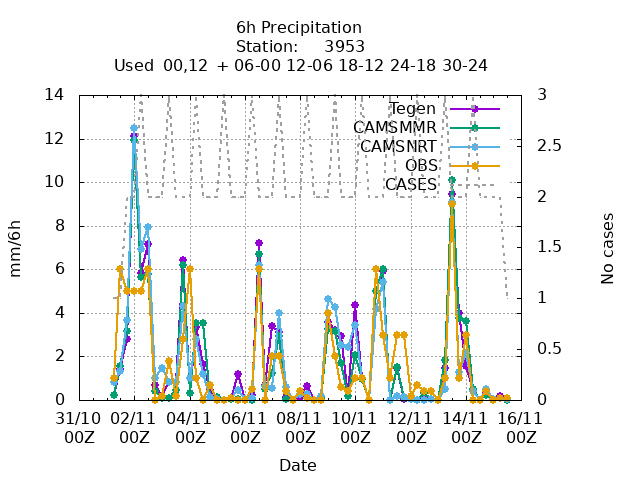 6h Precipitation
Station: 3953
Used 00,12 + 06-00 12-06 18-12 24-18 30-24
14 3
12 2.5
10 2
8 1.5
6
4 1
2 0.5
0 0
Tegen
CAMSMMR
CAMSNRT
OBS
CASES
mm/6h
No cases
31/10 02/11 04/11 06/11 08/11 10/11 12/11 14/11 16/11
00Z 00Z 00Z 00Z 00Z 00Z 00Z 00Z 00Z
Date